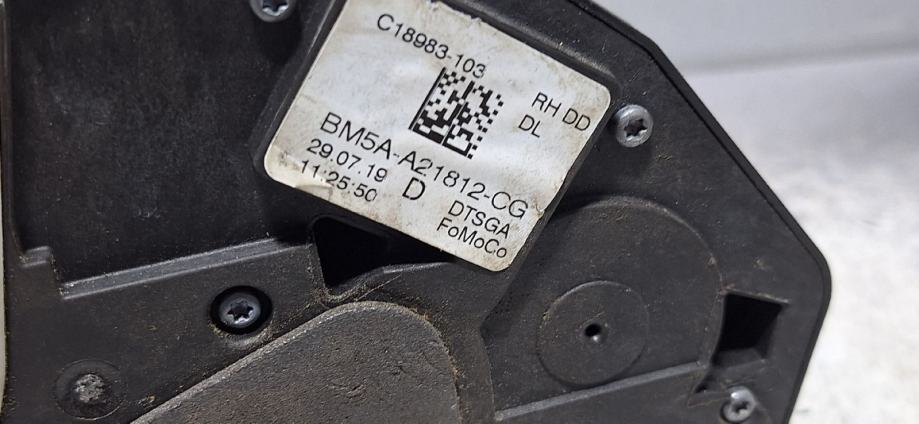 C18983-103
RH DD
DL
BM5A-A21812-CG
29.07.19 D DTSGA
11:25:50 FoMoCo